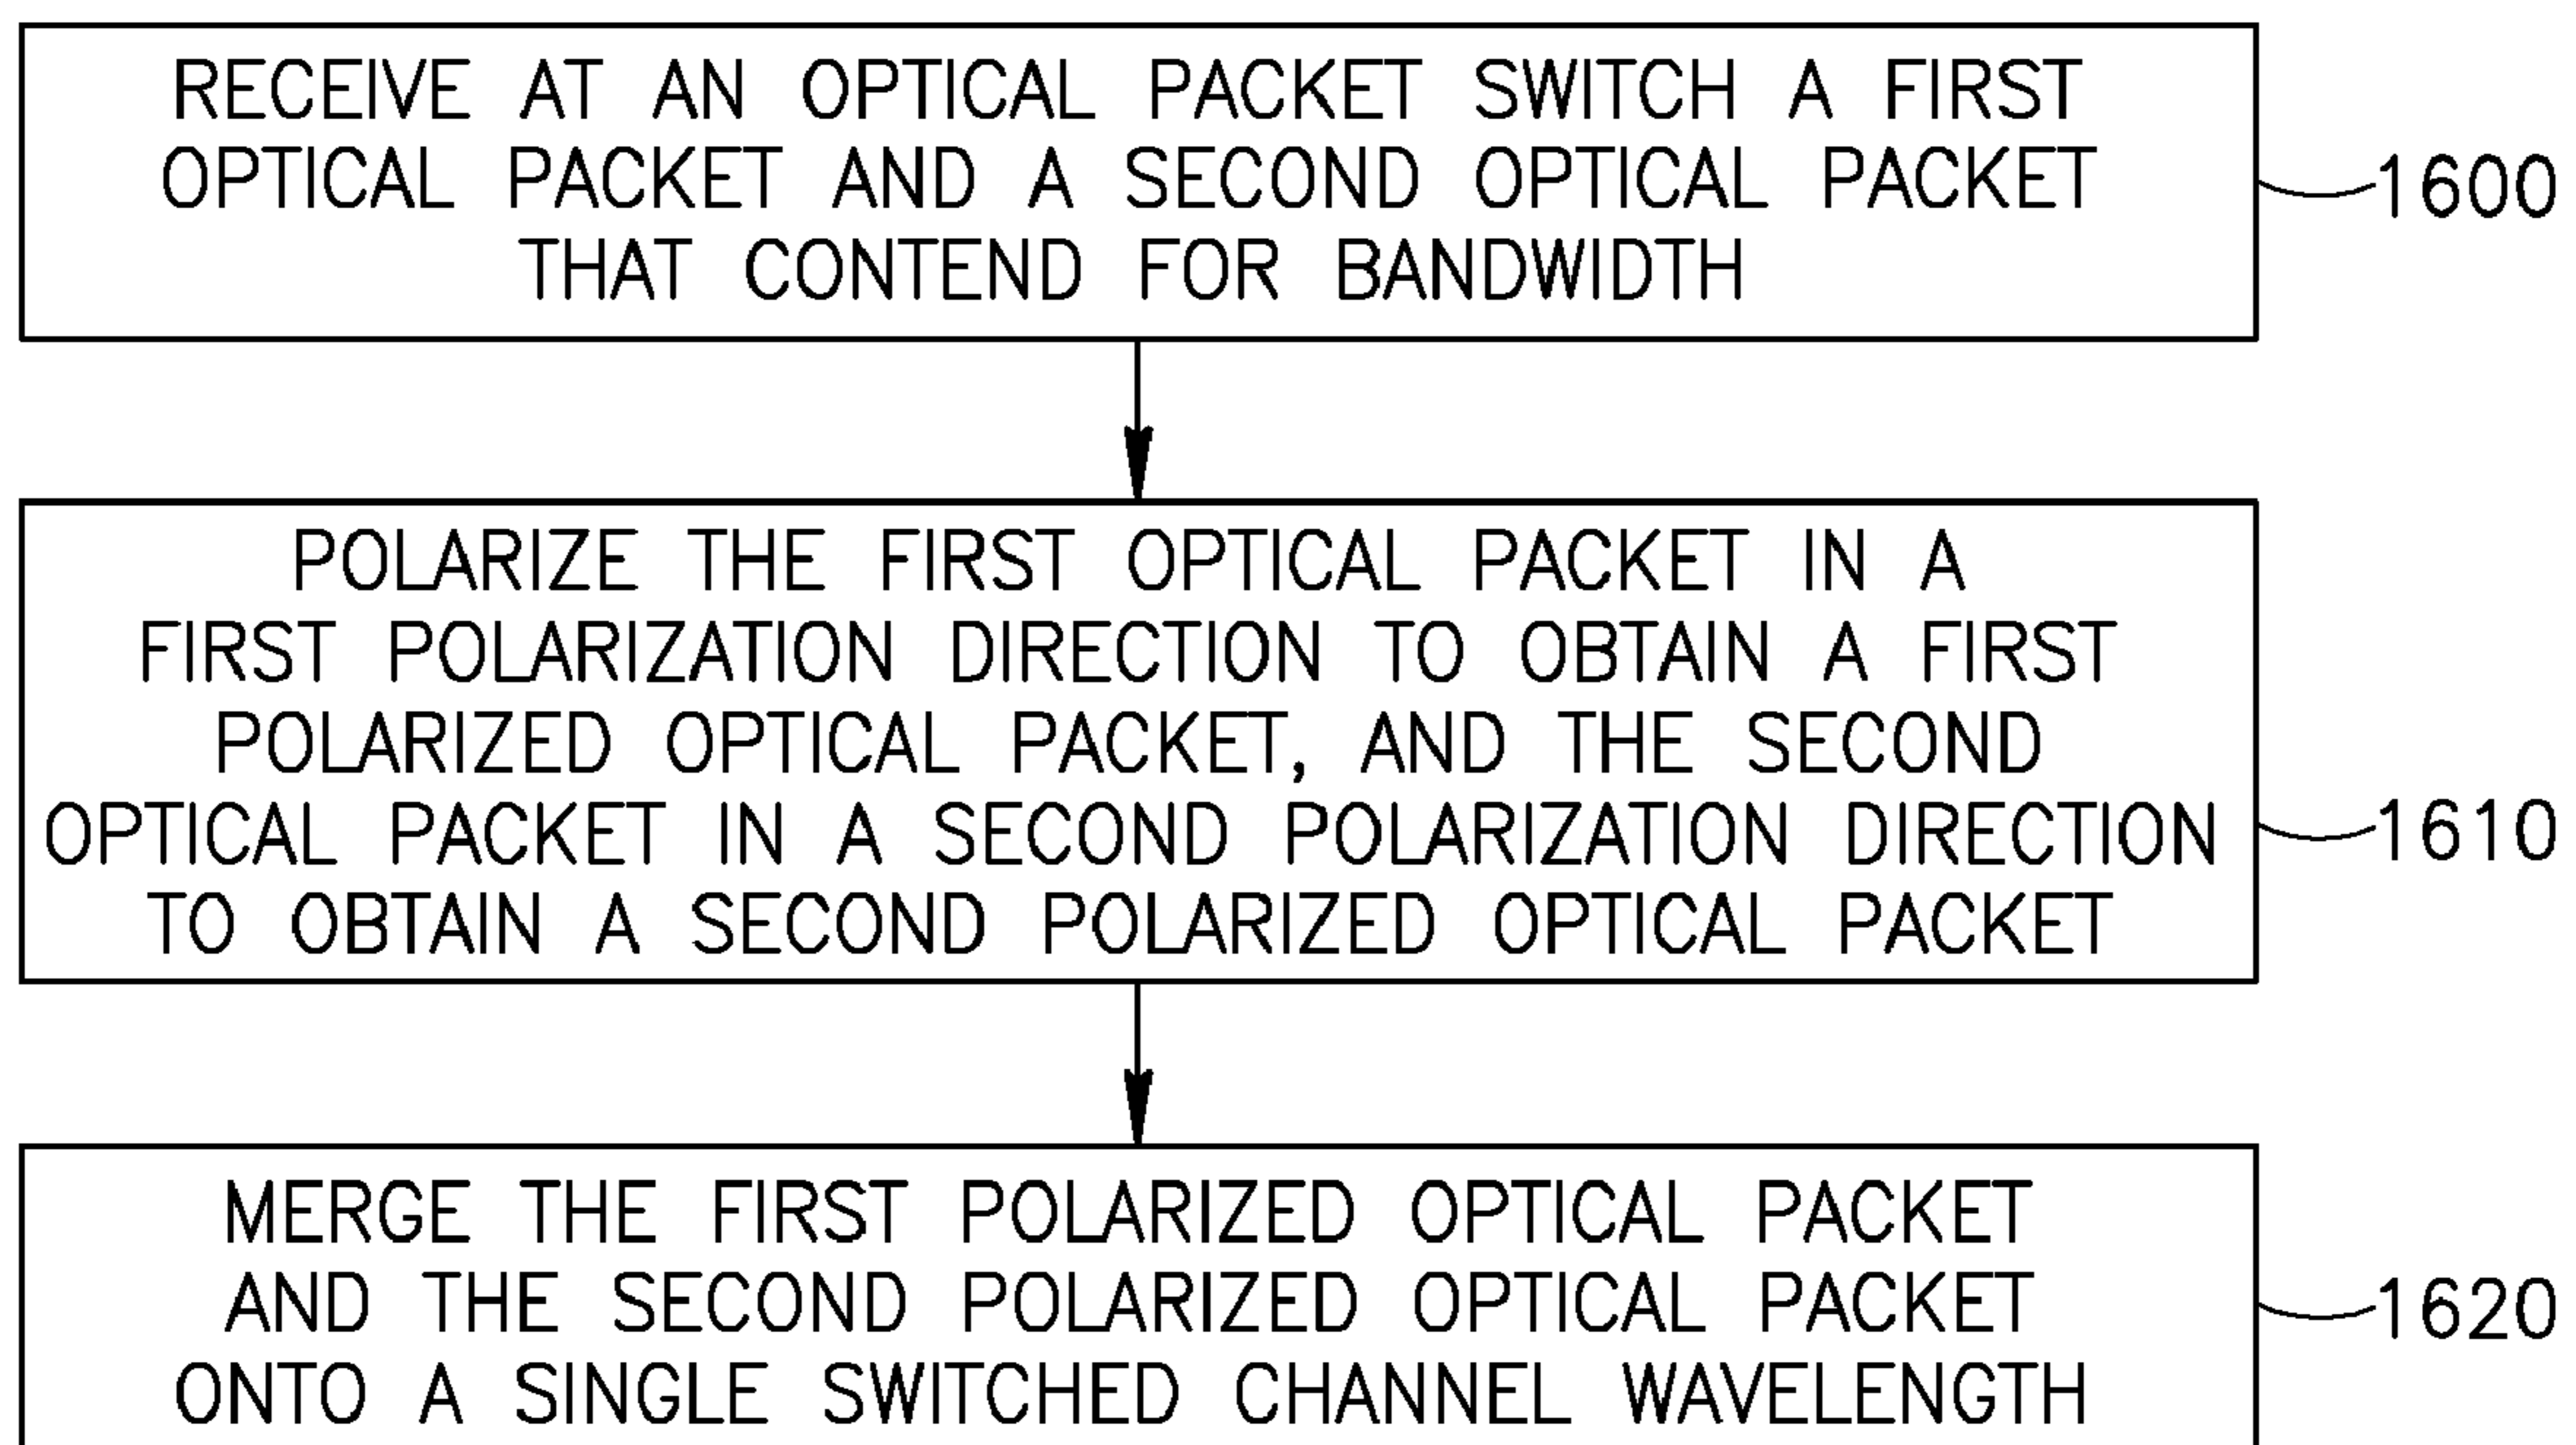 RECEIVE AT AN OPTICAL PACKET SWITCH A FIRST
OPTICAL PACKET AND A SECOND OPTICAL PACKET
THAT CONTEND FOR BANDWIDTH
1600
POLARIZE THE FIRST OPTICAL PACKET IN A
FIRST POLARIZATION DIRECTION TO OBTAIN A FIRST
POLARIZED OPTICAL PACKET, AND THE SECOND
OPTICAL PACKET IN A SECOND POLARIZATION DIRECTION
TO OBTAIN A SECOND POLARIZED OPTICAL PACKET
1610
MERGE THE FIRST POLARIZED OPTICAL PACKET
AND THE SECOND POLARIZED OPTICAL PACKET
ONTO A SINGLE SWITCHED CHANNEL WAVELENGTH
1620